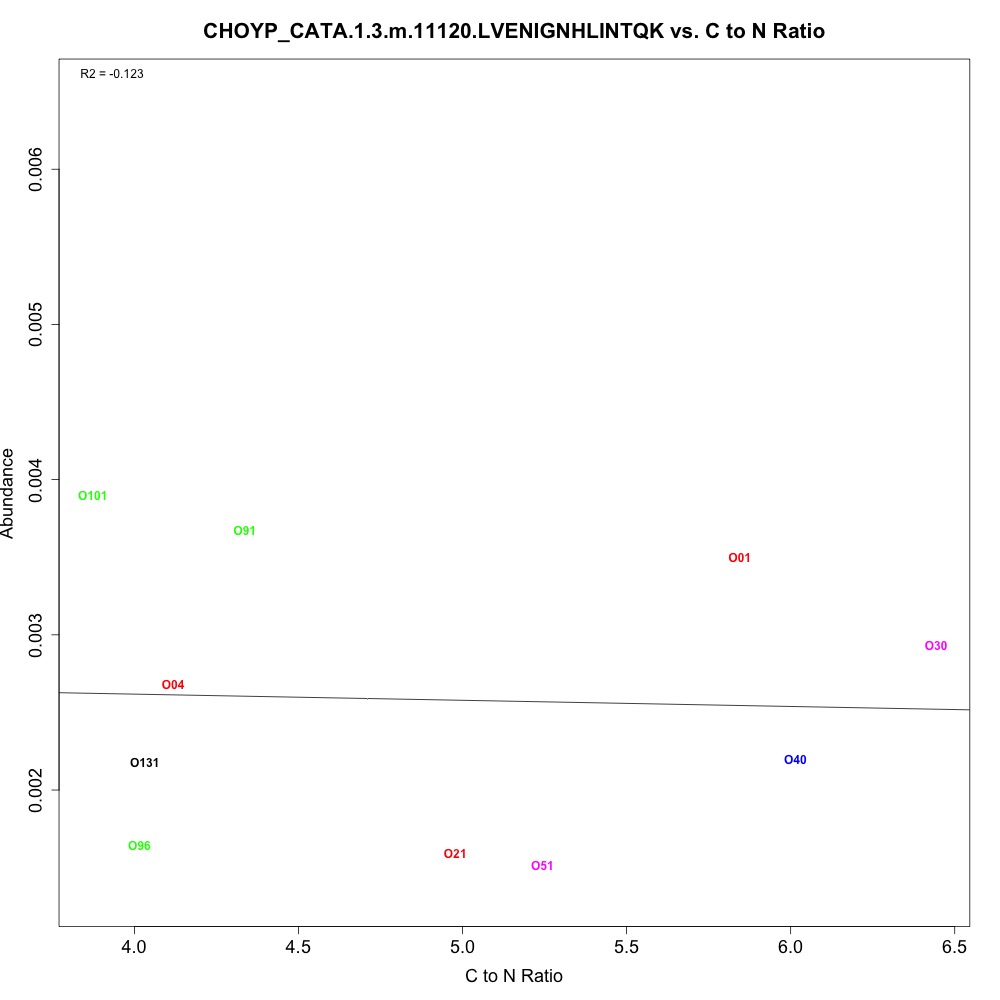 CHOYP_CATA.1.3.m.11120.LVENIGNHLINTQK vs. C to N Ratio
R2 = -0.123
0.006
0.005
0.004
0.003
0.002
Abundance
O101
O91
O01
O30
O04
O131
O40
O96
O21
O51
4.0 4.5 5.0 5.5 6.0 6.5
C to N Ratio